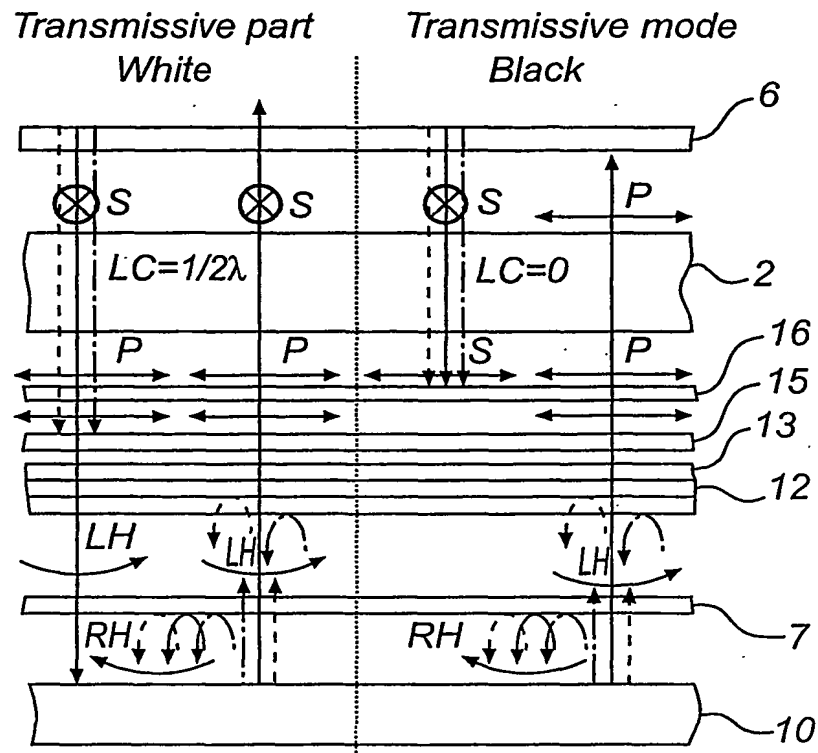 Transmissive part Transmissive mode
White Black
6
S S S P
LC=1/2λ LC=0
2
P P S P
16
15
13
12
LH LH LH
7
RH RH
10